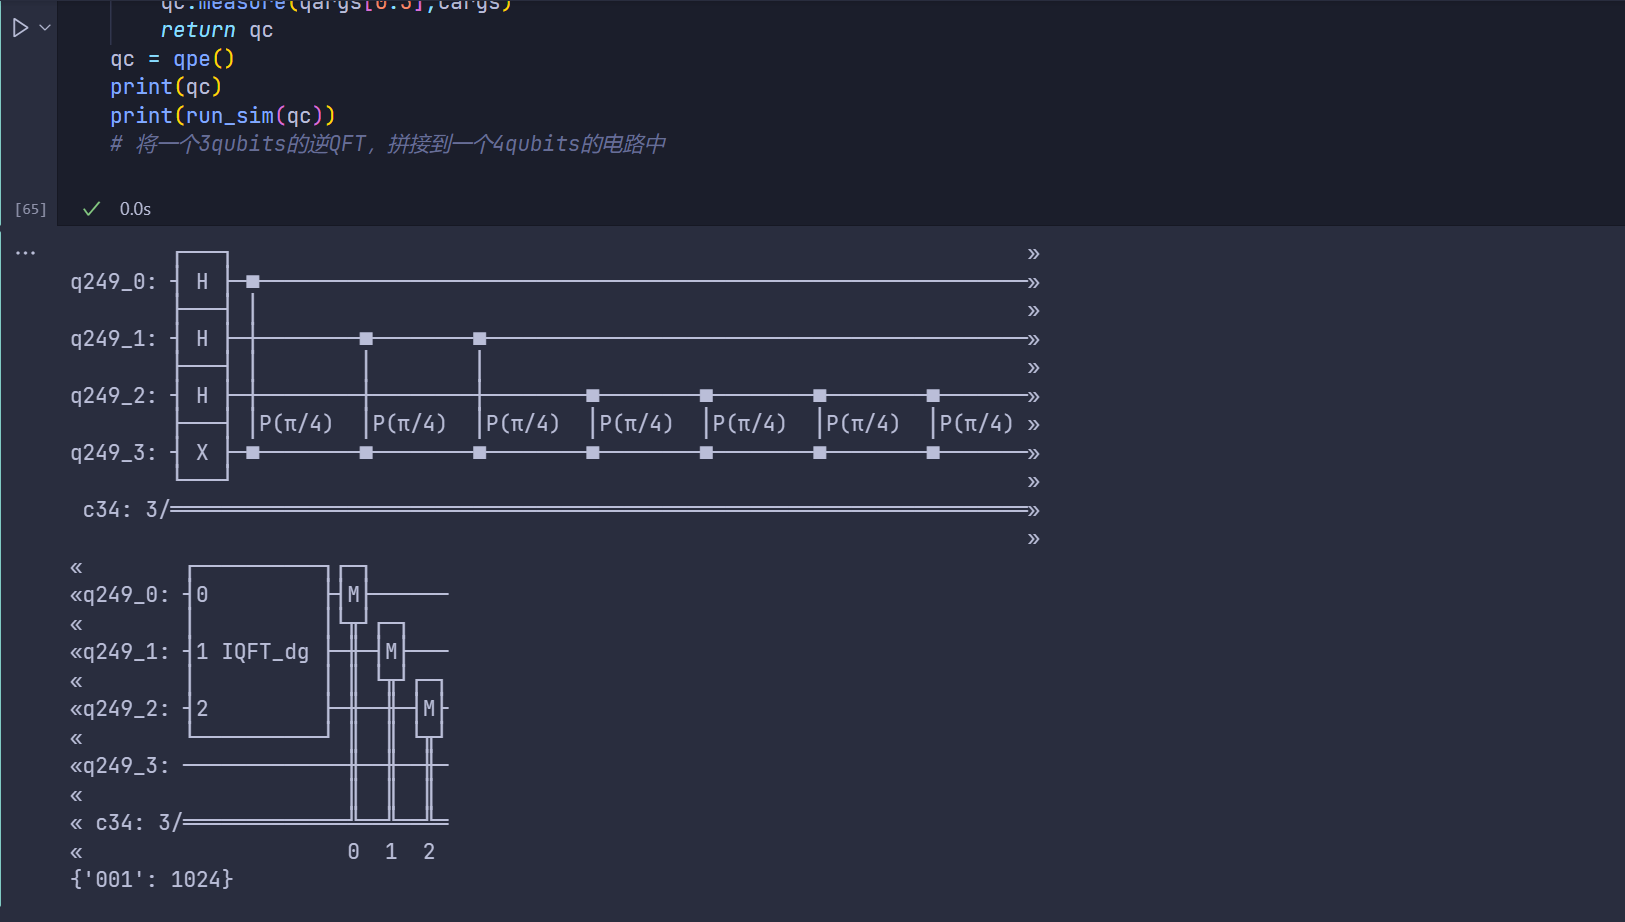 qc.measure(qargs[0:3],cargs)
return qc
qc = qpe()
print(qc)
print(run_sim(qc))
# 将一个3qubits的逆QFT，拼接到一个4qubits的电路中
[65] 0.0s
»
q249_0: H »
»
q249_1: H »
»
q249_2: H »
P(π/4) P(π/4) P(π/4) P(π/4) P(π/4) P(π/4) P(π/4) »
q249_3: X »
»
c34: 3/ »
»
«
«q249_0: 0 M
«
«q249_1: 1 IQFT_dg M
«
«q249_2: 2 M
«
«q249_3:
«
« c34: 3/
« 0 1 2
{'001': 1024}